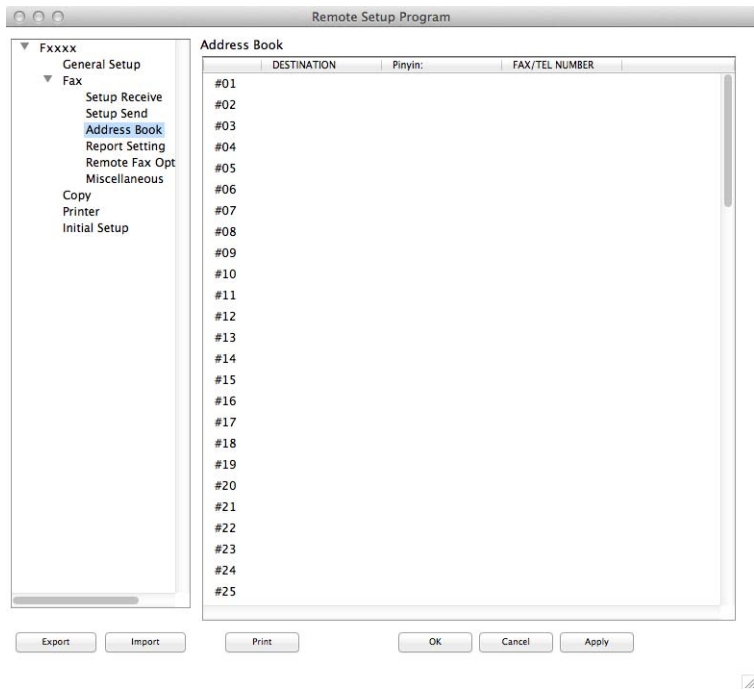 Remote Setup Program
Fxxxx
General Setup
Fax
Setup Receive
Setup Send
Address Book
Report Setting
Remote Fax Opt
Miscellaneous
Copy
Printer
Initial Setup
Address Book
DESTINATION Pinyin: FAX/TEL NUMBER
#01
#02
#03
#04
#05
#06
#07
#08
#09
#10
#11
#12
#13
#14
#15
#16
#17
#18
#19
#20
#21
#22
#23
#24
#25
Export Import Print OK Cancel Apply